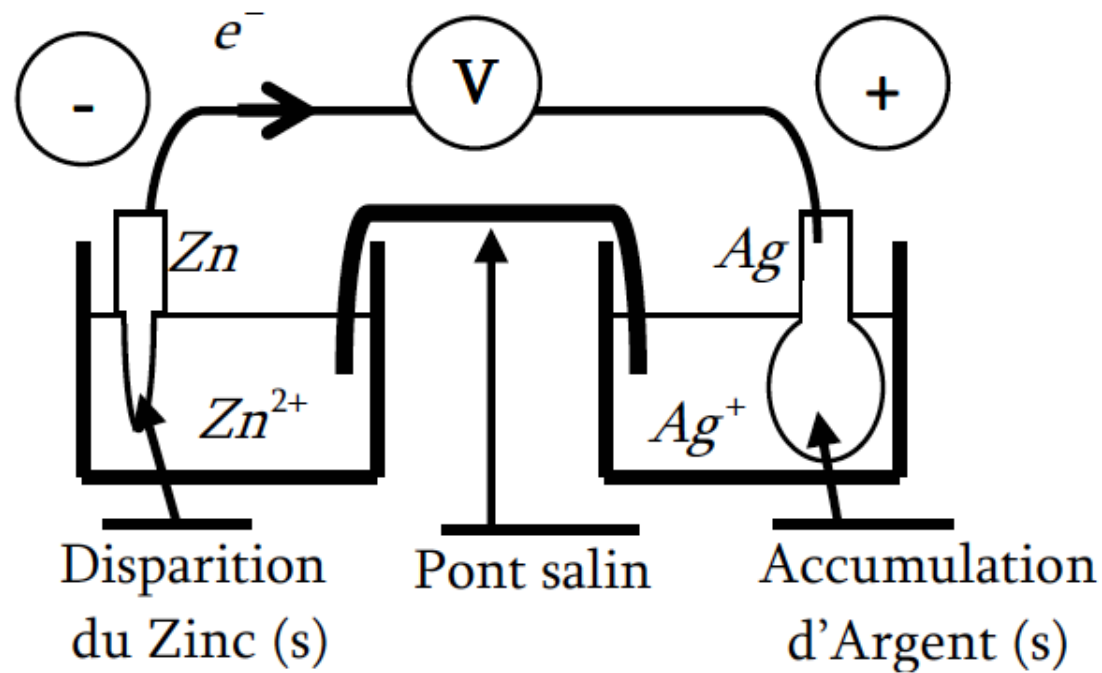 e⁻
-
V
+
Zn
Ag
Zn²⁺
Ag⁺
Disparition
du Zinc (s)
Pont salin
Accumulation
d'Argent (s)